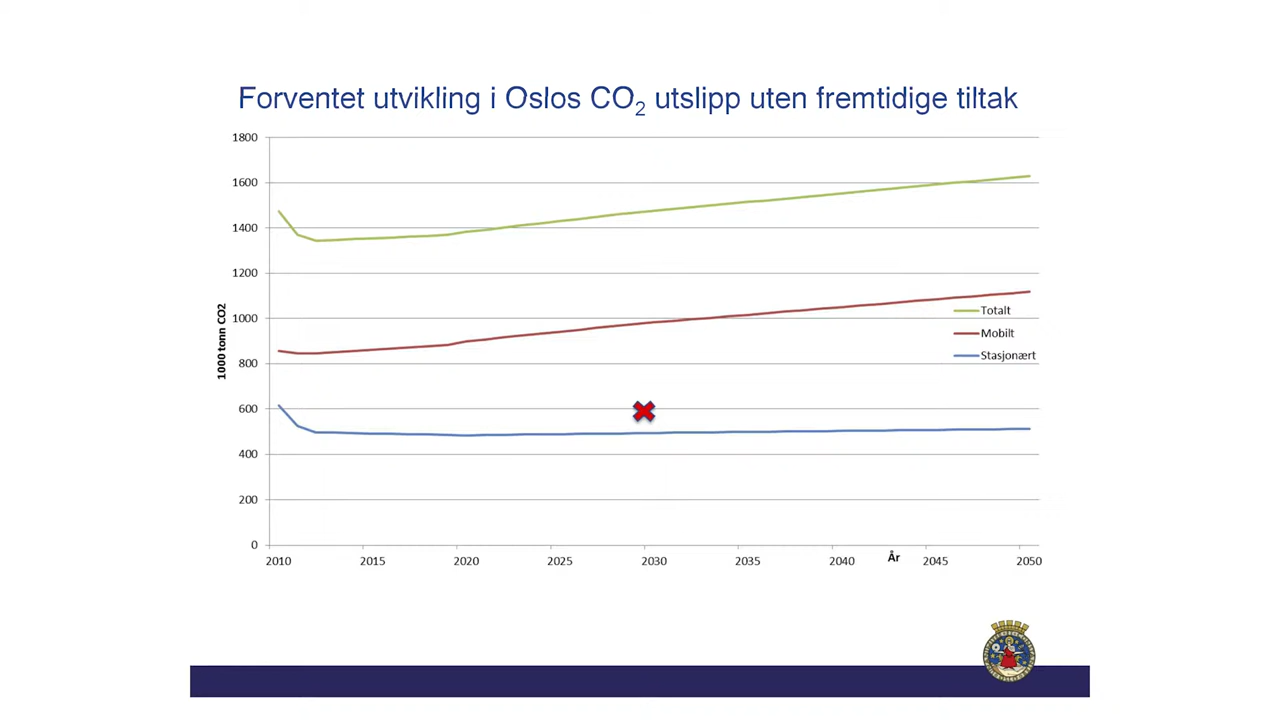 Forventet utvikling i Oslos CO2 utslipp uten fremtidige tiltak
1800
1600
1400
1200
1000
800
600
400
200
0
1000 tonn CO2
Totalt
Mobilt
Stasjonært
2010 2015 2020 2025 2030 2035 2040 2045 2050
År